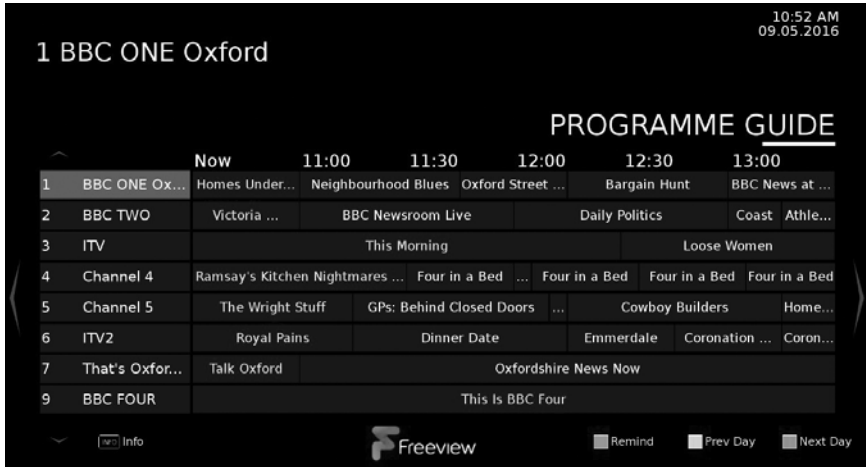 10:52 AM
09.05.2016
1 BBC ONE Oxford
PROGRAMME GUIDE
Now 11:00 11:30 12:00 12:30 13:00
1 BBC ONE Ox... Homes Under... Neighbourhood Blues Oxford Street ... Bargain Hunt BBC News at ...
2 BBC TWO Victoria ... BBC Newsroom Live Daily Politics Coast Athle...
3 ITV This Morning Loose Women
4 Channel 4 Ramsay's Kitchen Nightmares ... Four in a Bed ... Four in a Bed Four in a Bed Four in a Bed
5 Channel 5 The Wright Stuff GPs: Behind Closed Doors ... Cowboy Builders Home...
6 ITV2 Royal Pains Dinner Date Emmerdale Coronation ... Coron...
7 That's Oxfor... Talk Oxford Oxfordshire News Now
9 BBC FOUR This Is BBC Four
INFO Info Freeview Remind Prev Day Next Day